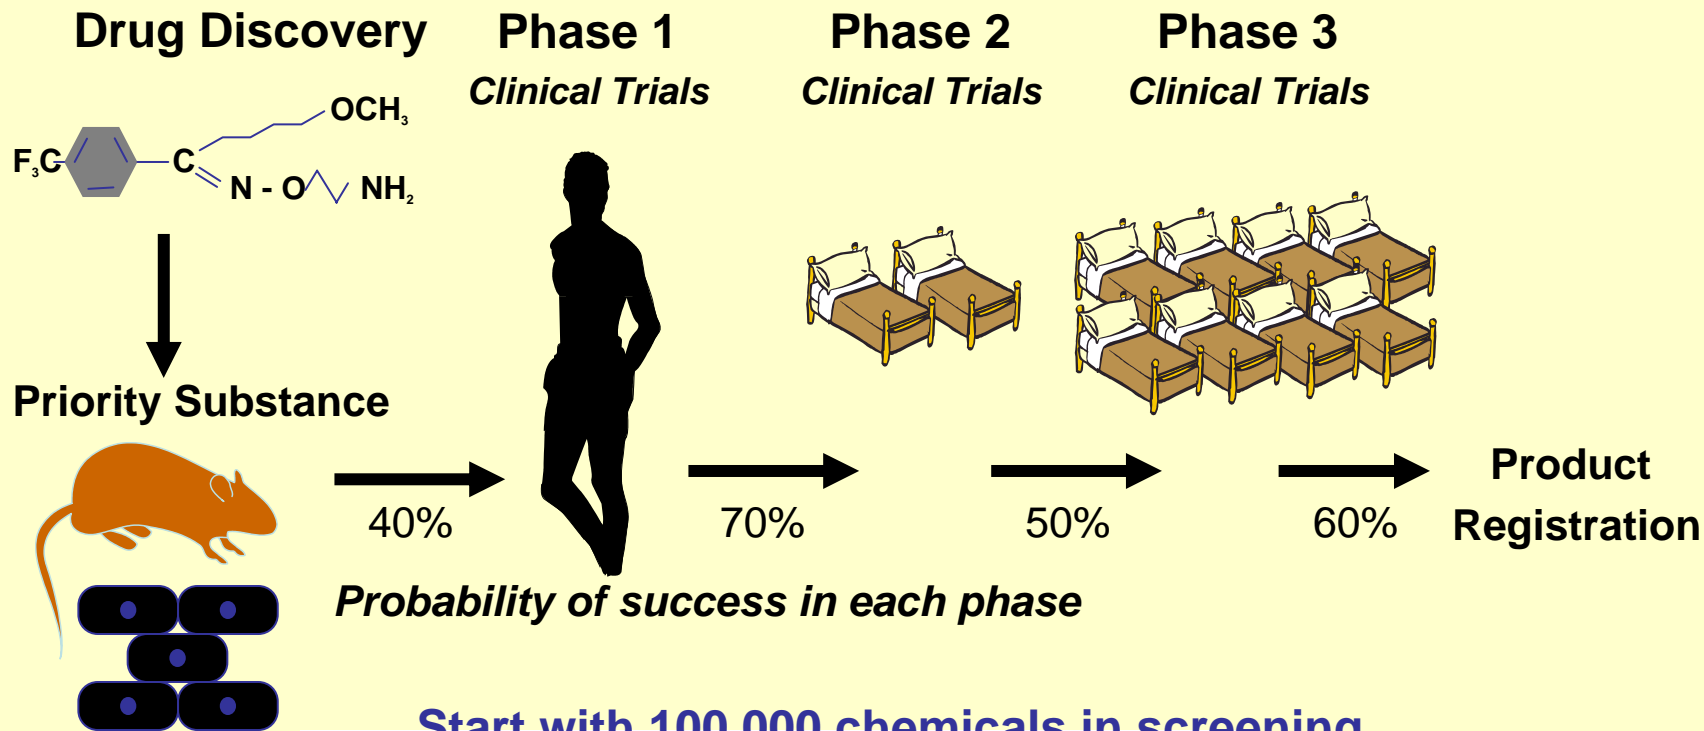 Drug Discovery
Phase 1
Clinical Trials
Phase 2
Clinical Trials
Phase 3
Clinical Trials
OCH₃
F₃C
C
N - O
NH₂
Priority Substance
40%
70%
50%
60%
Product
Registration
Probability of success in each phase
Start with 100,000 chemicals in screening